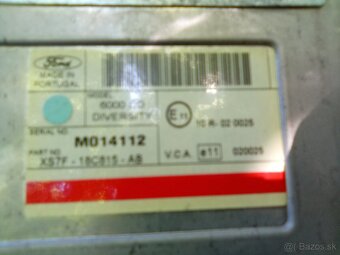 Ford
MADE IN
PORTUGAL
MODEL
6000 CD
DIVERSITY
E11
10 R- 02 0025
SERIAL NO.
M014112
PART NO
XS7F - 18C815 - AB
V.C.A.
e11
020025
bazos.sk